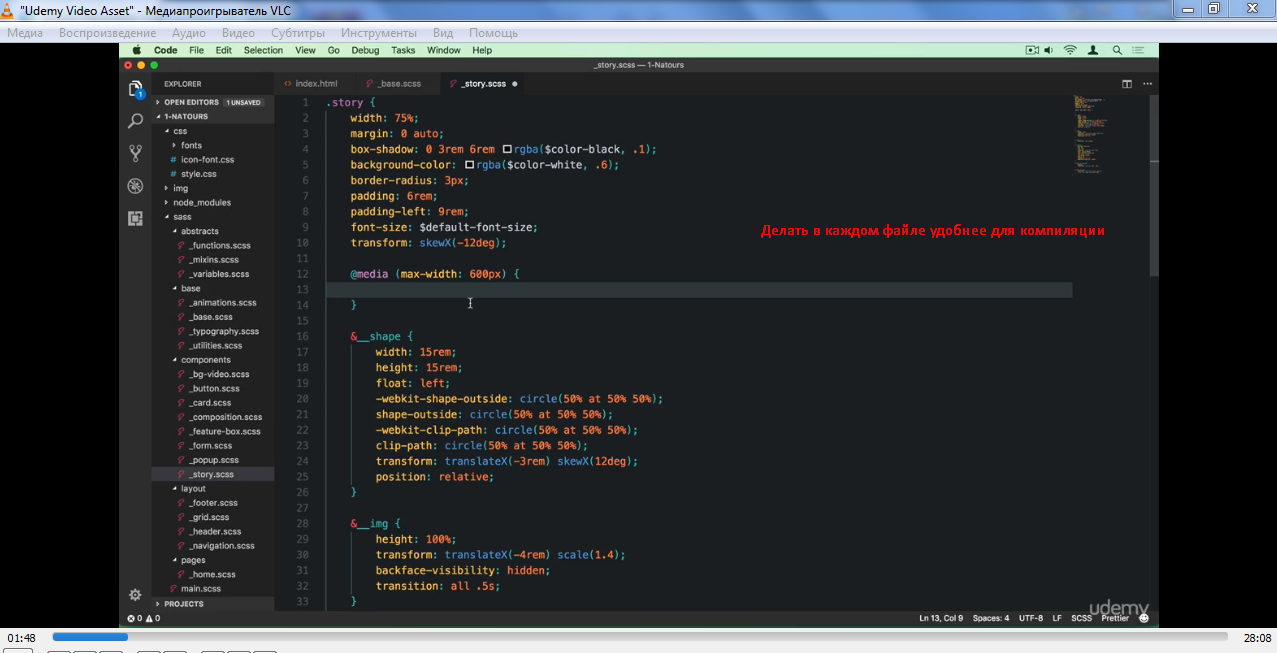 "Udemy Video Asset" - Медиапроигрыватель VLC
Медиа Воспроизведение Аудио Видео Субтитры Инструменты Вид Помощь
Code File Edit Selection View Go Debug Tasks Window Help
_story.scss — 1-Natours
EXPLORER
OPEN EDITORS 1 UNSAVED
1-NATOURS
css
fonts
# icon-font.css
# style.css
img
node_modules
sass
abstracts
_functions.scss
_mixins.scss
_variables.scss
base
_animations.scss
_base.scss
_typography.scss
_utilities.scss
components
_bg-video.scss
_button.scss
_card.scss
_composition.scss
_feature-box.scss
_form.scss
_popup.scss
_story.scss
layout
_footer.scss
_grid.scss
_header.scss
_navigation.scss
pages
_home.scss
main.scss
PROJECTS
1
index.html _base.scss _story.scss
1 .story {
2 width: 75%;
3 margin: 0 auto;
4 box-shadow: 0 3rem 6rem rgba($color-black, .1);
5 background-color: rgba($color-white, .6);
6 border-radius: 3px;
7 padding: 6rem;
8 padding-left: 9rem;
9 font-size: $default-font-size;
10 transform: skewX(-12deg);
11
12 @media (max-width: 600px) {
13
14 }
15
16 &__shape {
17 width: 15rem;
18 height: 15rem;
19 float: left;
20 -webkit-shape-outside: circle(50% at 50% 50%);
21 shape-outside: circle(50% at 50% 50%);
22 -webkit-clip-path: circle(50% at 50% 50%);
23 clip-path: circle(50% at 50% 50%);
24 transform: translateX(-3rem) skewX(12deg);
25 position: relative;
26 }
27
28 &__img {
29 height: 100%;
30 transform: translateX(-4rem) scale(1.4);
31 backface-visibility: hidden;
32 transition: all .5s;
33 }
Делать в каждом файле удобнее для компиляции
udemy
0 0
Ln 13, Col 9 Spaces: 4 UTF-8 LF SCSS Prettier
01:48 28:08